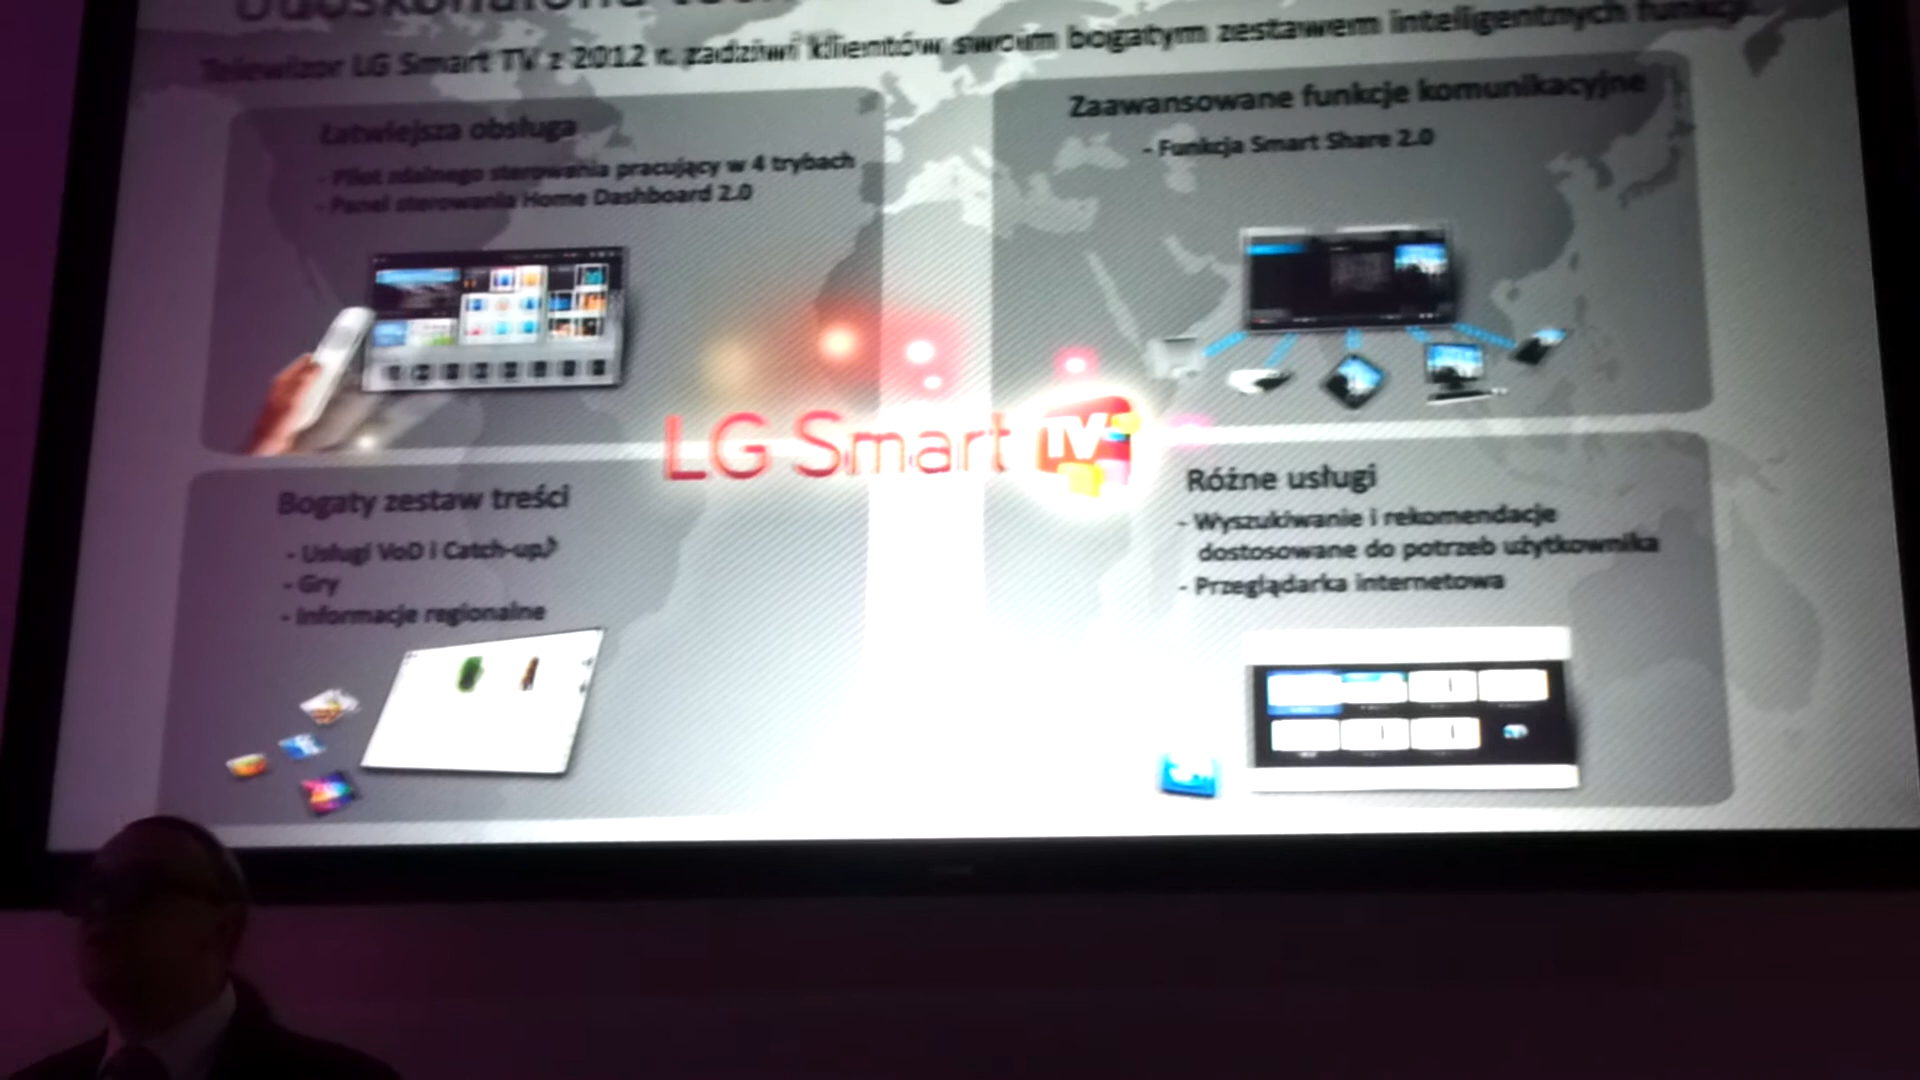 Udoskonalona
Telewizor LG Smart TV z 2012 r. zadziwi klientów swoim bogatym zestawem inteligentnych funkcji.
Łatwiejsza obsługa
- Pilot zdalnego sterowania pracujący w 4 trybach
- Panel sterowania Home Dashboard 2.0
Zaawansowane funkcje komunikacyjne
- Funkcja Smart Share 2.0
LG Smart TV
Bogaty zestaw treści
- Usługi VoD i Catch-up♪
- Gry
- Informacje regionalne
Różne usługi
- Wyszukiwanie i rekomendacje
dostosowane do potrzeb użytkownika
- Przeglądarka internetowa